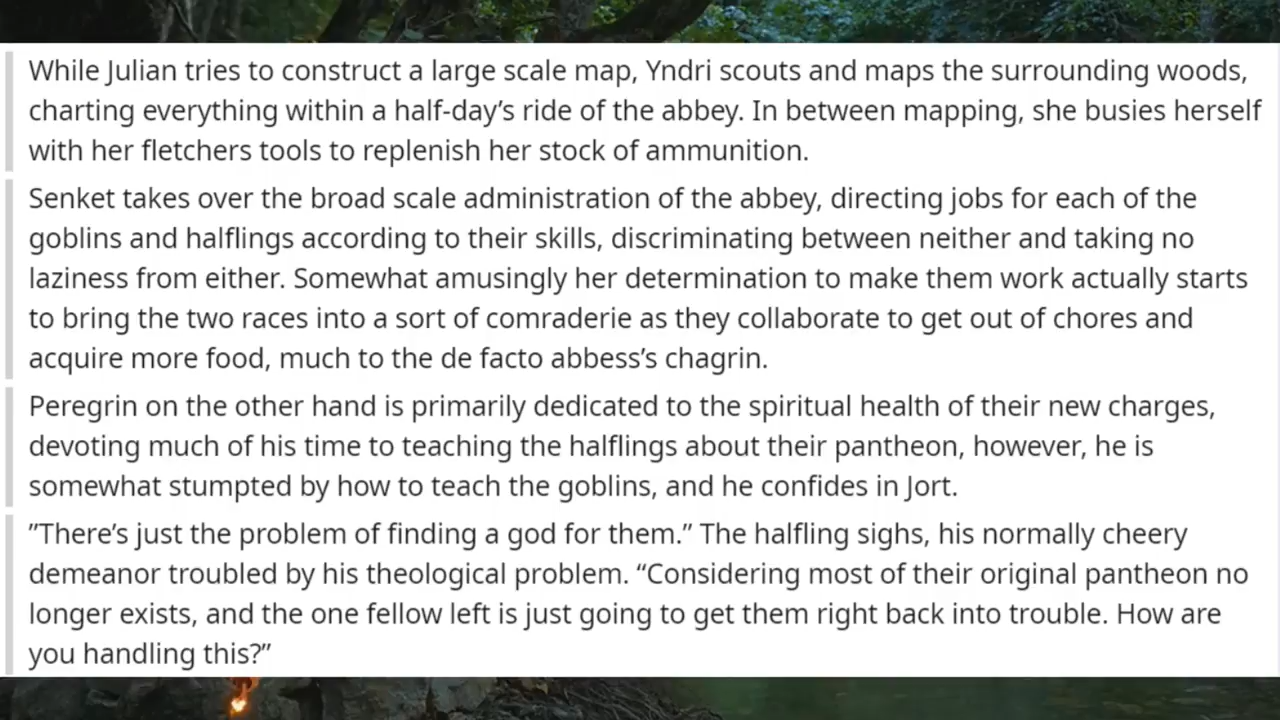 While Julian tries to construct a large scale map, Yndri scouts and maps the surrounding woods,
charting everything within a half-day’s ride of the abbey. In between mapping, she busies herself
with her fletchers tools to replenish her stock of ammunition.
Senket takes over the broad scale administration of the abbey, directing jobs for each of the
goblins and halflings according to their skills, discriminating between neither and taking no
laziness from either. Somewhat amusingly her determination to make them work actually starts
to bring the two races into a sort of comraderie as they collaborate to get out of chores and
acquire more food, much to the de facto abbess’s chagrin.
Peregrin on the other hand is primarily dedicated to the spiritual health of their new charges,
devoting much of his time to teaching the halflings about their pantheon, however, he is
somewhat stumpted by how to teach the goblins, and he confides in Jort.
”There’s just the problem of finding a god for them.” The halfling sighs, his normally cheery
demeanor troubled by his theological problem. “Considering most of their original pantheon no
longer exists, and the one fellow left is just going to get them right back into trouble. How are
you handling this?”